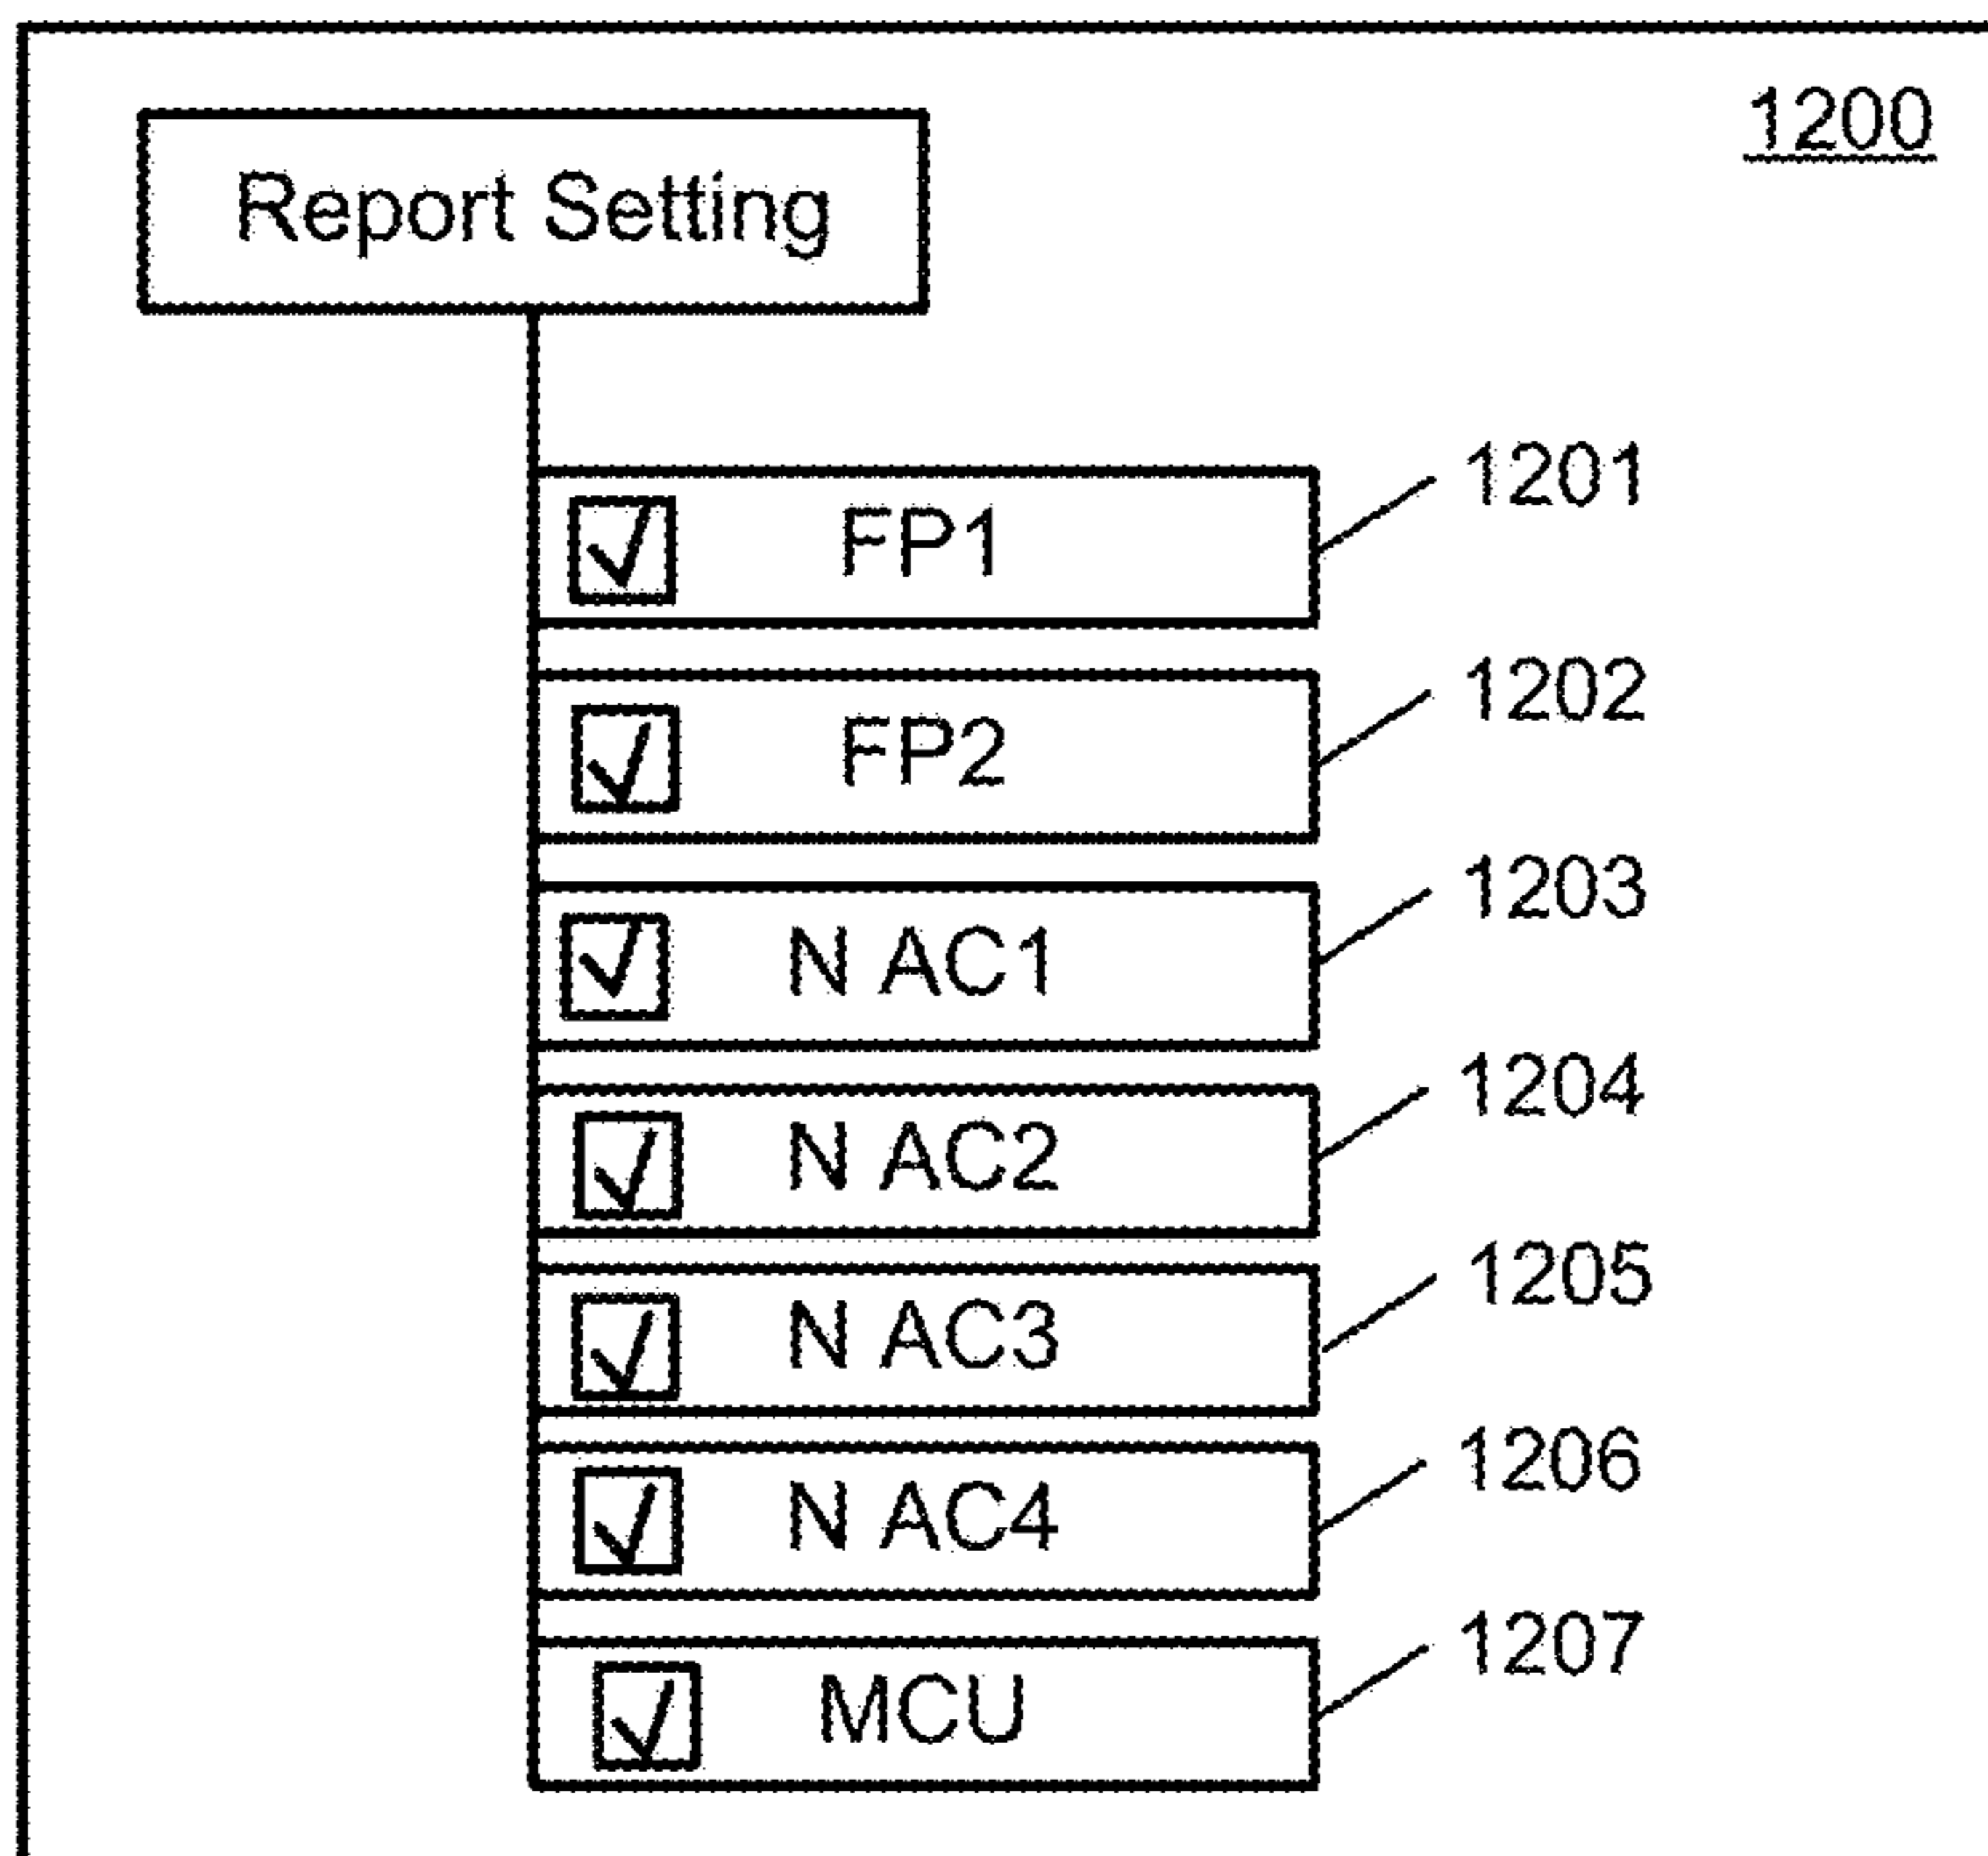 1200
Report Setting
FP1
1201
FP2
1202
N AC1
1203
N AC2
1204
N AC3
1205
N AC4
1206
MCU
1207